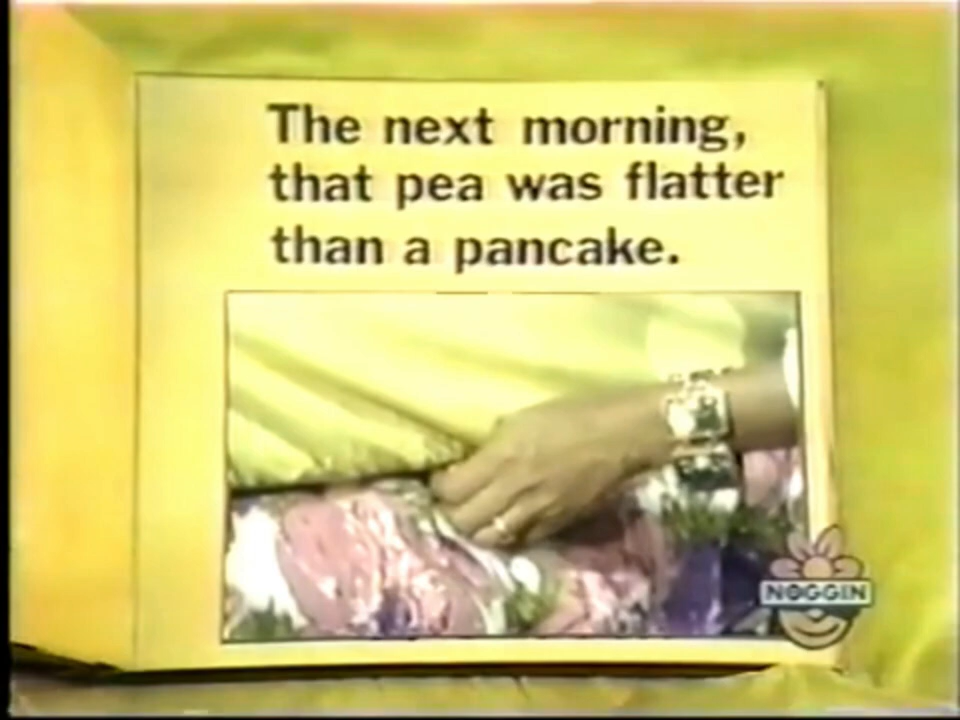 The next morning,
that pea was flatter
than a pancake.
NOGGIN